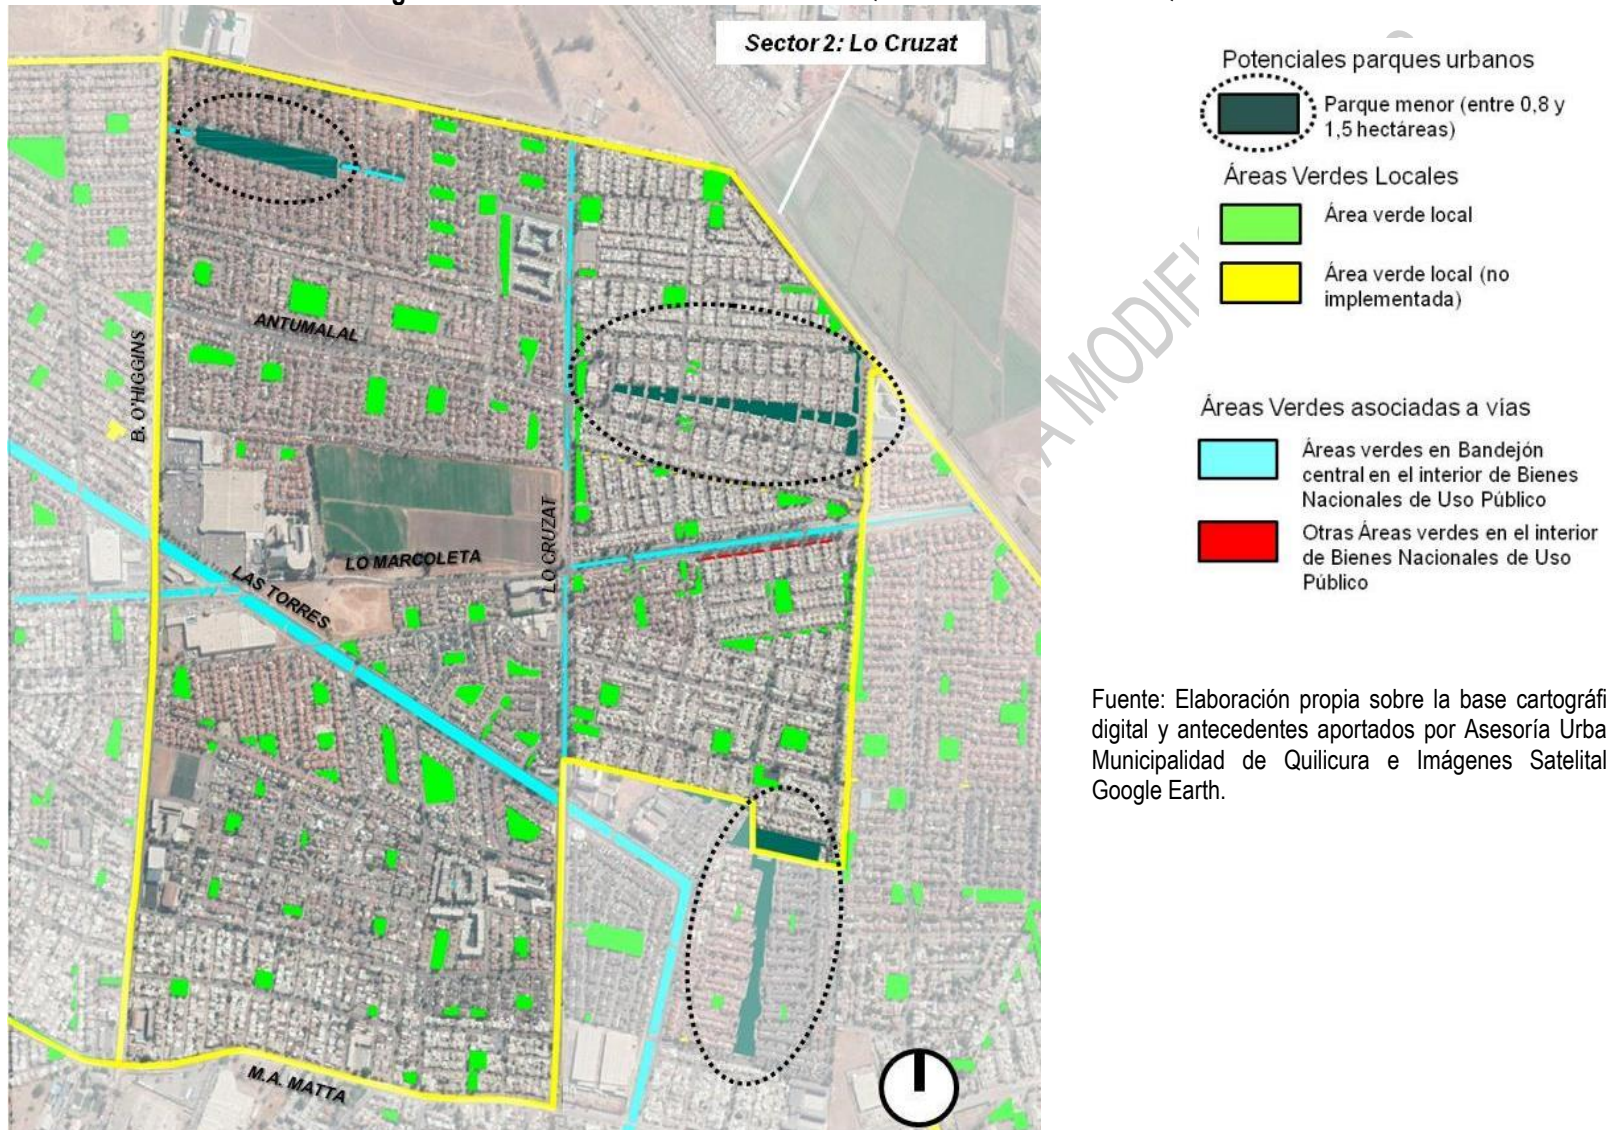 Sector 2: Lo Cruzat
ANTUMALAL
B. O'HIGGINS
LO CRUZAT
LO MARCOLETA
LAS TORRES
M.A. MATTA
Potenciales parques urbanos
Parque menor (entre 0,8 y
1,5 hectáreas)
Áreas Verdes Locales
Área verde local
Área verde local (no
implementada)
Áreas Verdes asociadas a vías
Áreas verdes en Bandejón
central en el interior de Bienes
Nacionales de Uso Público
Otras Áreas verdes en el interior
de Bienes Nacionales de Uso
Público
A MODIFI
Fuente: Elaboración propia sobre la base cartográfi
digital y antecedentes aportados por Asesoría Urba
Municipalidad de Quilicura e Imágenes Satelital
Google Earth.